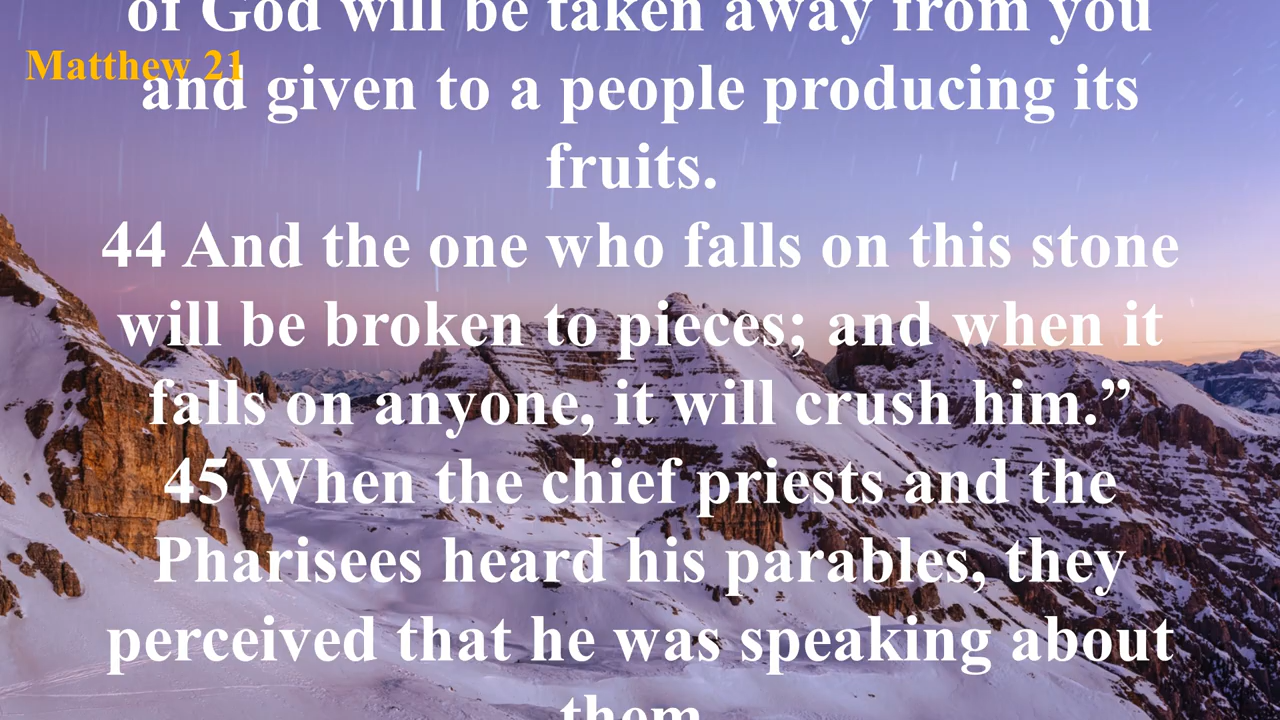 of God will be taken away from you
Matthew 21
and given to a people producing its
fruits.
44 And the one who falls on this stone
will be broken to pieces; and when it
falls on anyone, it will crush him.”
45 When the chief priests and the
Pharisees heard his parables, they
perceived that he was speaking about
them